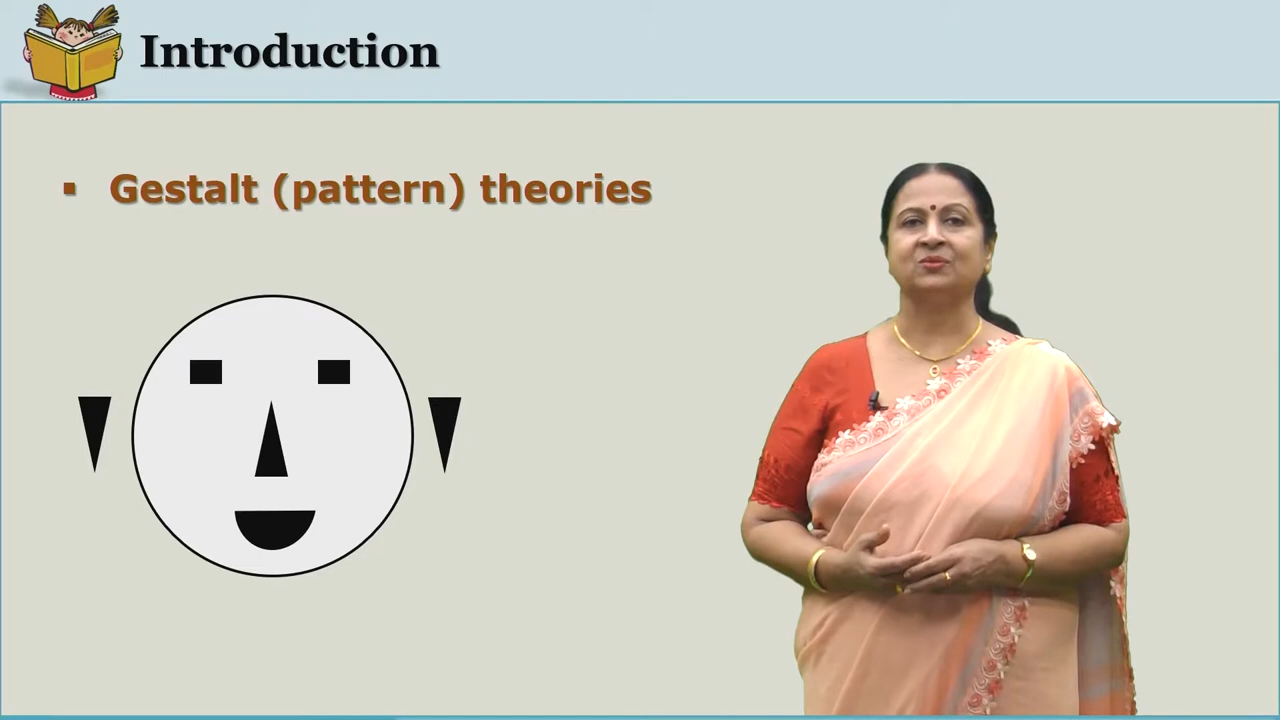 Introduction
▪ Gestalt (pattern) theories